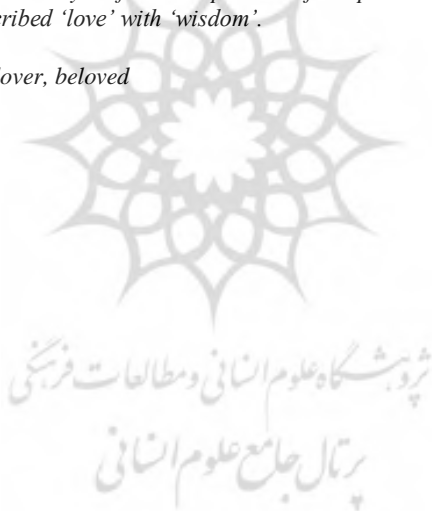 scribed ‘love’ with ‘wisdom’.
lover, beloved
پژوهشگاه علوم انسانی و مطالعات فرهنگی
پرتال جامع علوم انسانی